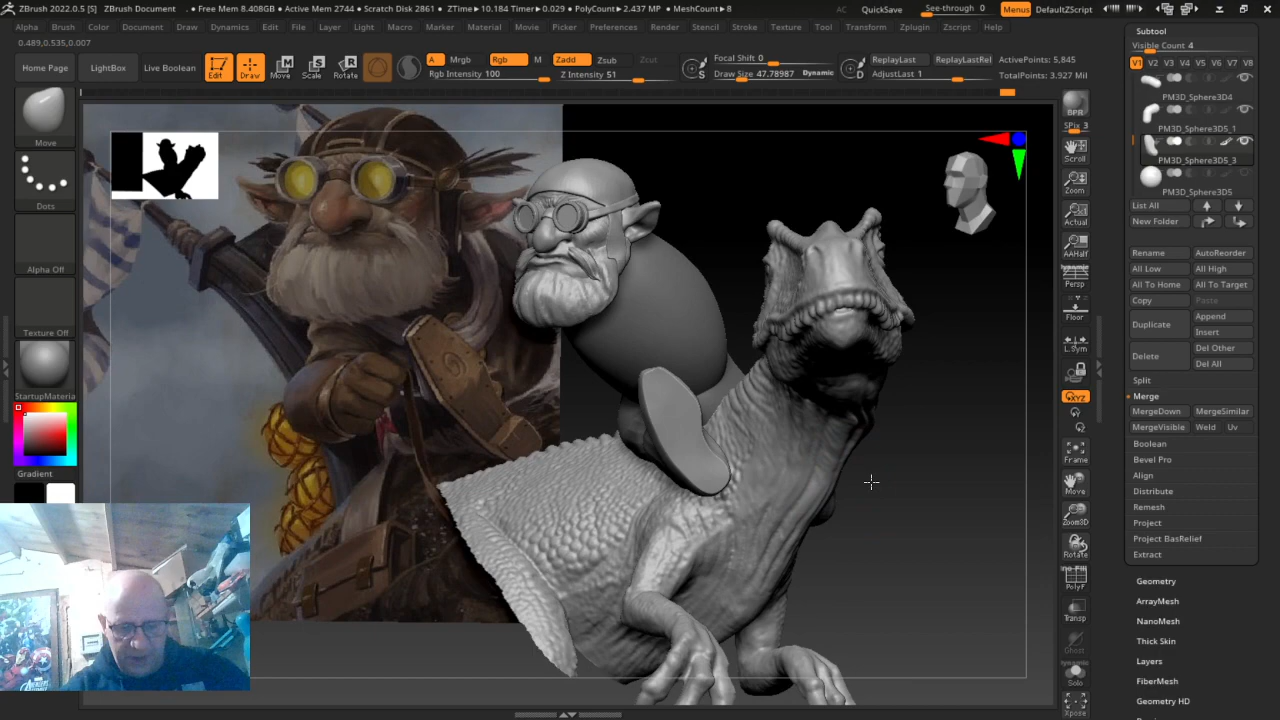 ZBrush 2022.0.5 [S] ZBrush Document . • Free Mem 8.408GB • Active Mem 2744 • Scratch Disk 2861 • ZTime▸10.184 Timer▸0.029 • PolyCount▸2.437 MP • MeshCount▸8 AC QuickSave See-through 0 Menus DefaultZScript
Alpha Brush Color Document Draw Dynamics Edit File Layer Light Macro Marker Material Movie Picker Preferences Render Stencil Stroke Texture Tool Transform Zplugin Zscript Help
0.489,0.535,0.007
Home Page LightBox Live Boolean Edit Draw Move Scale Rotate
A Mrgb Rgb M Zadd Zsub Zcut
Rgb Intensity 100 Z Intensity 51
Focal Shift 0
Draw Size 47.78987 Dynamic
S D
ReplayLast ReplayLastRel
AdjustLast 1
ActivePoints: 5,845
TotalPoints: 3.927 Mil
Move
Dots
Alpha Off
Texture Off
StartupMateria
Gradient
BPR
SPix 3
Scroll
Zoom
Actual
AAHalf
Dynamic
Persp
Floor
L.Sym
XYZ
Y
Z
Frame
Move
Zoom3D
Rotate
PolyF
Transp
Ghost
Dynamic
Solo
Xpose
Subtool
Visible Count 4
V1 V2 V3 V4 V5 V6 V7 V8
PM3D_Sphere3D4
PM3D_Sphere3D5_1
PM3D_Sphere3D5_3
PM3D_Sphere3D5
List All
New Folder
Rename AutoReorder
All Low All High
All To Home All To Target
Copy Paste
Duplicate Append
Insert
Delete Del Other
Del All
Split
Merge
MergeDown MergeSimilar
MergeVisible Weld Uv
Boolean
Bevel Pro
Align
Distribute
Remesh
Project
Project BasRelief
Extract
Geometry
ArrayMesh
NanoMesh
Thick Skin
Layers
FiberMesh
Geometry HD